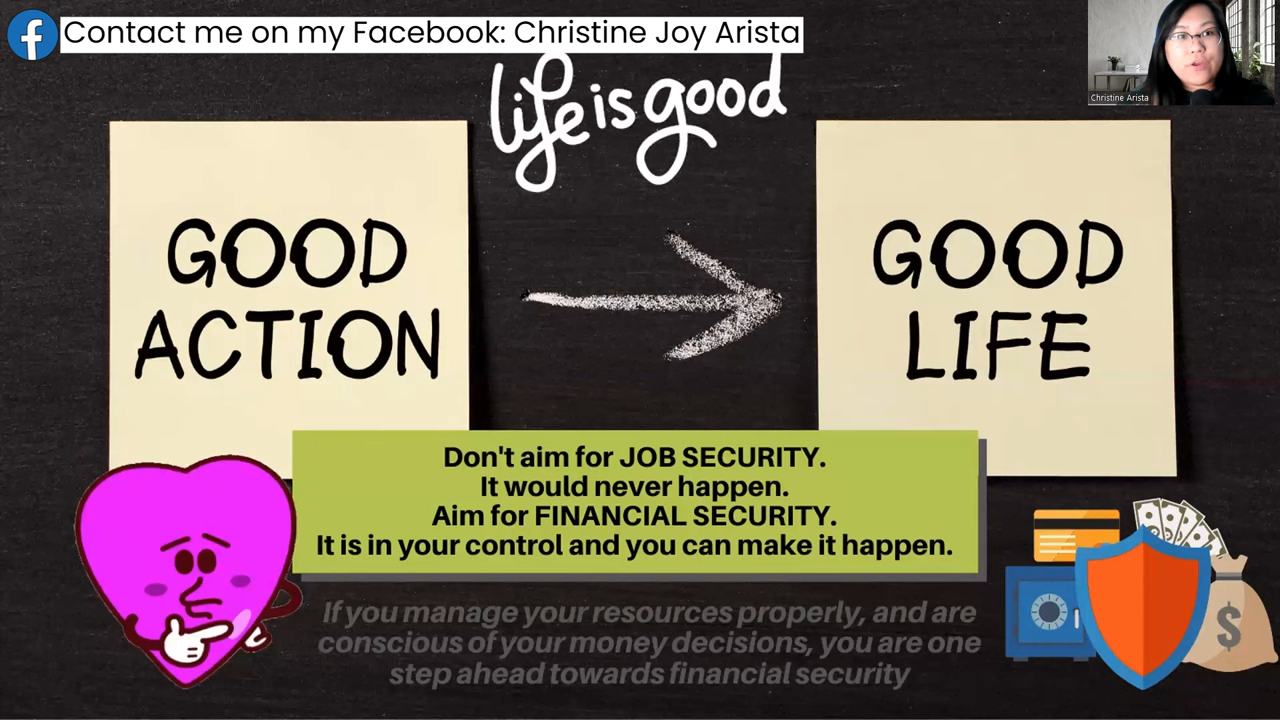 Contact me on my Facebook: Christine Joy Arista
life is good
Christine Arista
GOOD
ACTION
GOOD
LIFE
Don't aim for JOB SECURITY.
It would never happen.
Aim for FINANCIAL SECURITY.
It is in your control and you can make it happen.
If you manage your resources properly, and are
conscious of your money decisions, you are one
step ahead towards financial security